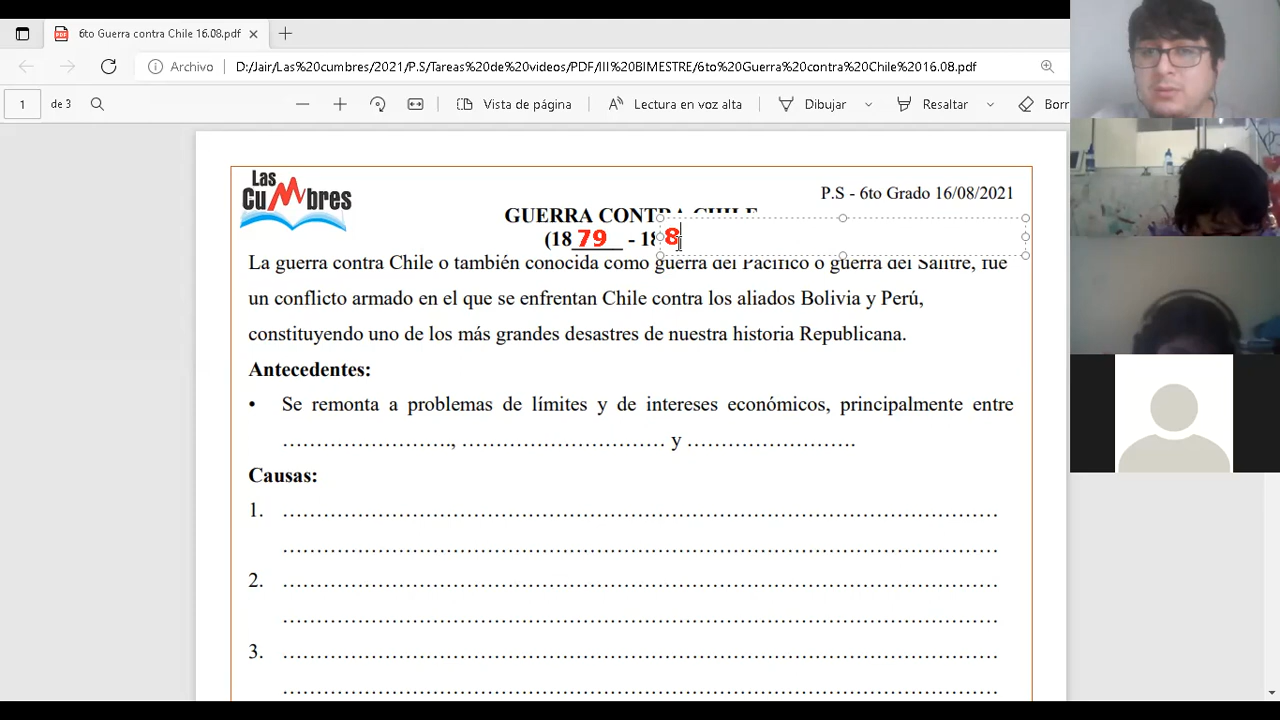 6to Guerra contra Chile 16.08.pdf
Archivo D:/Jair/Las%20cumbres/2021/P.S/Tareas%20de%20videos/PDF/III%20BIMESTRE/6to%20Guerra%20contra%20Chile%2016.08.pdf
1 de 3 Vista de página Lectura en voz alta Dibujar Resaltar Borr
Las Cumbres
P.S - 6to Grado 16/08/2021
GUERRA CONTRA CHILE
(1879 - 188
La guerra contra Chile o también conocida como guerra del Pacífico o guerra del Salitre, fue
un conflicto armado en el que se enfrentan Chile contra los aliados Bolivia y Perú,
constituyendo uno de los más grandes desastres de nuestra historia Republicana.
Antecedentes:
• Se remonta a problemas de límites y de intereses económicos, principalmente entre
……………………., ………………………… y …………………….
Causas:
1. ………………………………………………………………………
………………………………………………………………………
2. ………………………………………………………………………
………………………………………………………………………
3. ………………………………………………………………………
………………………………………………………………………